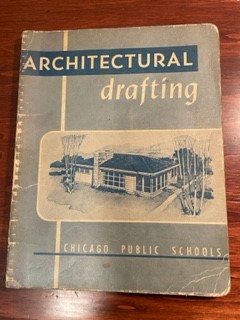 ARCHITECTURAL
drafting
CHICAGO PUBLIC SCHOOLS